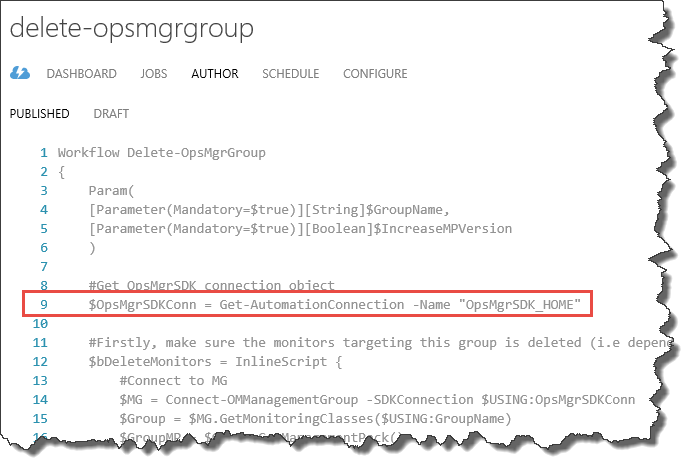 delete-opsmgrgroup
DASHBOARD JOBS AUTHOR SCHEDULE CONFIGURE
PUBLISHED DRAFT
1 Workflow Delete-OpsMgrGroup
2 {
3 Param(
4 [Parameter(Mandatory=$true)][String]$GroupName,
5 [Parameter(Mandatory=$true)][Boolean]$IncreaseMPVersion
6 )
7
8 #Get OpsMgrSDK connection object
9 $OpsMgrSDKConn = Get-AutomationConnection -Name "OpsMgrSDK_HOME"
10
11 #Firstly, make sure the monitors targeting this group is deleted (i.e depen
12 $bDeleteMonitors = InlineScript {
13 #Connect to MG
14 $MG = Connect-OMManagementGroup -SDKConnection $USING:OpsMgrSDKConn
15 $Group = $MG.GetMonitoringClasses($USING:GroupName)
16